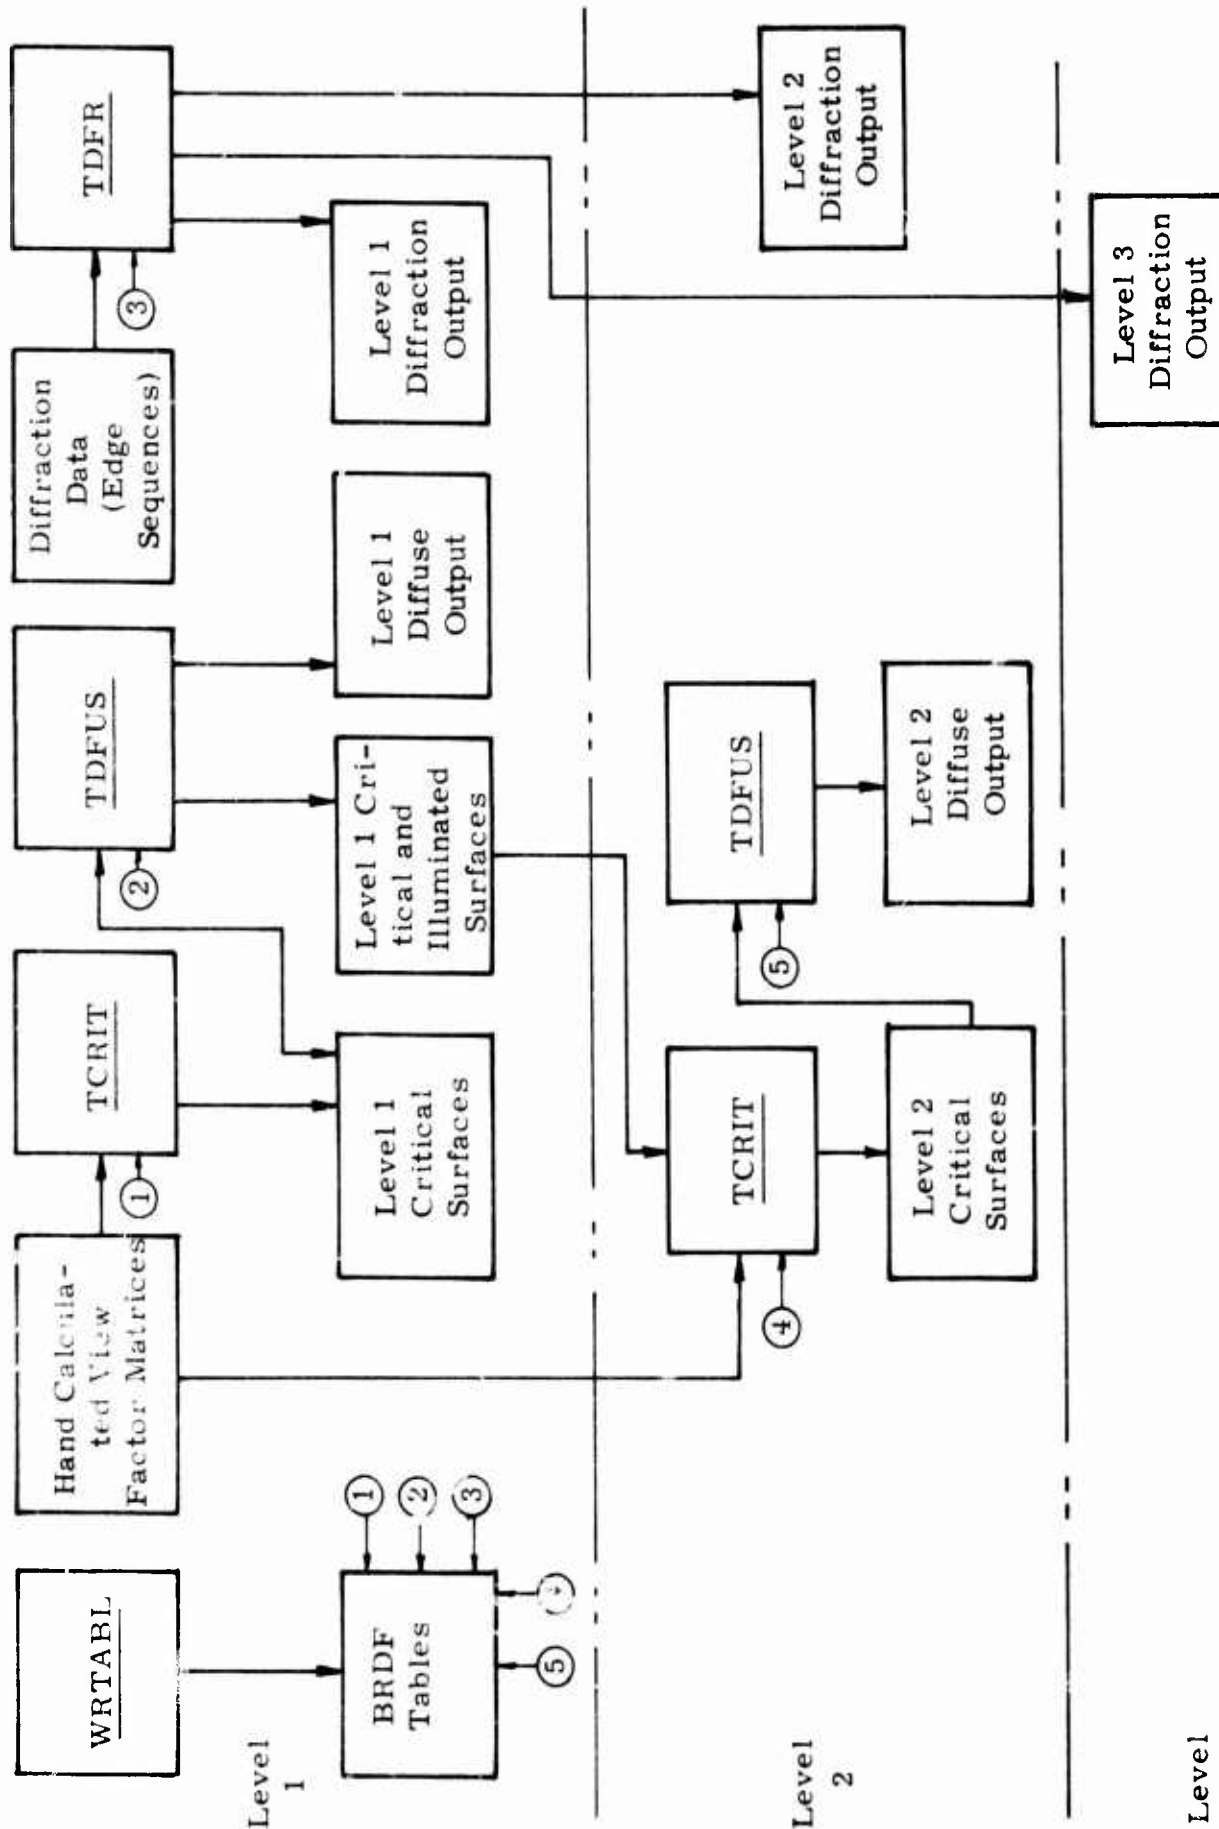 WRTABL
Hand Calcula-
ted View
Factor Matrices
TCRIT
TDFUS
Diffraction
Data
(Edge
Sequences)
TDFR
1
2
3
Level
1
BRDF
Tables
1
2
3
5
Level 1
Critical
Surfaces
Level 1 Cri-
tical and
Illuminated
Surfaces
Level 1
Diffuse
Output
Level 1
Diffraction
Output
Level
2
TCRIT
4
TDFUS
5
Level 2
Critical
Surfaces
Level 2
Diffuse
Output
Level 2
Diffraction
Output
Level
Level 3
Diffraction
Output